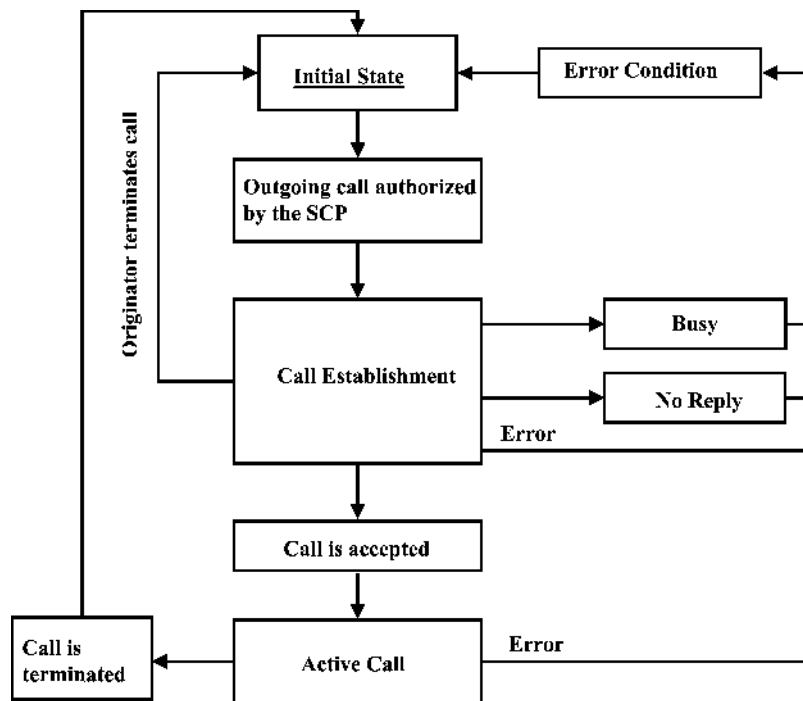 Initial State
Error Condition
Originator terminates call
Outgoing call authorized
by the SCP
Busy
Call Establishment
No Reply
Error
Call is accepted
Call is
terminated
Active Call
Error